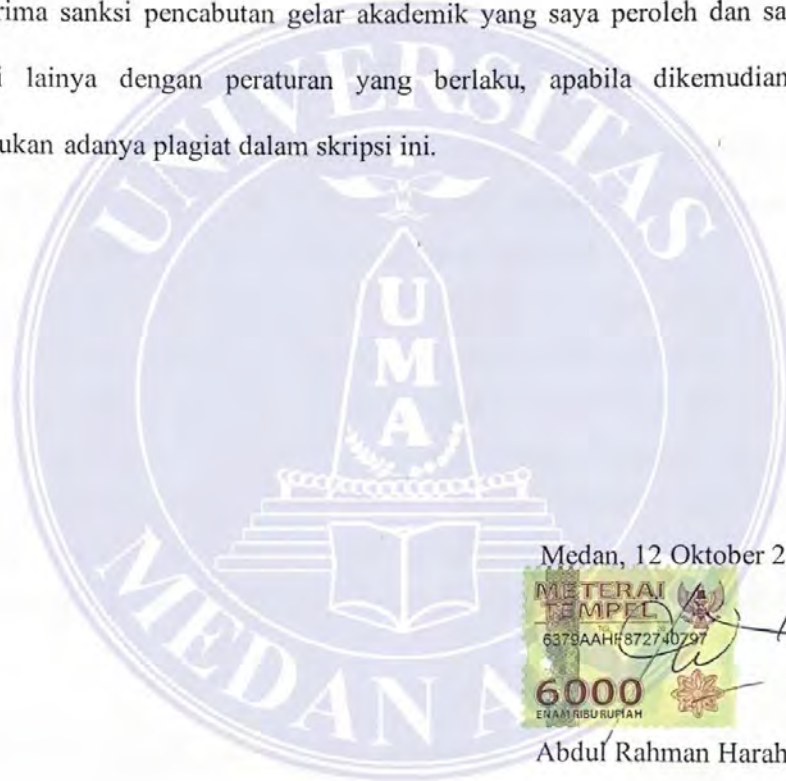 rima sanksi pencabutan gelar akademik yang saya peroleh dan sa
i lainya dengan peraturan yang berlaku, apabila dikemudian
ukan adanya plagiat dalam skripsi ini.
UNIVERSITAS
UMA
MEDAN A
Medan, 12 Oktober 2
METERAI
TEMPEL
6379AAHF872740797
6000
ENAM RIBU RUPIAH
Abdul Rahman Harah